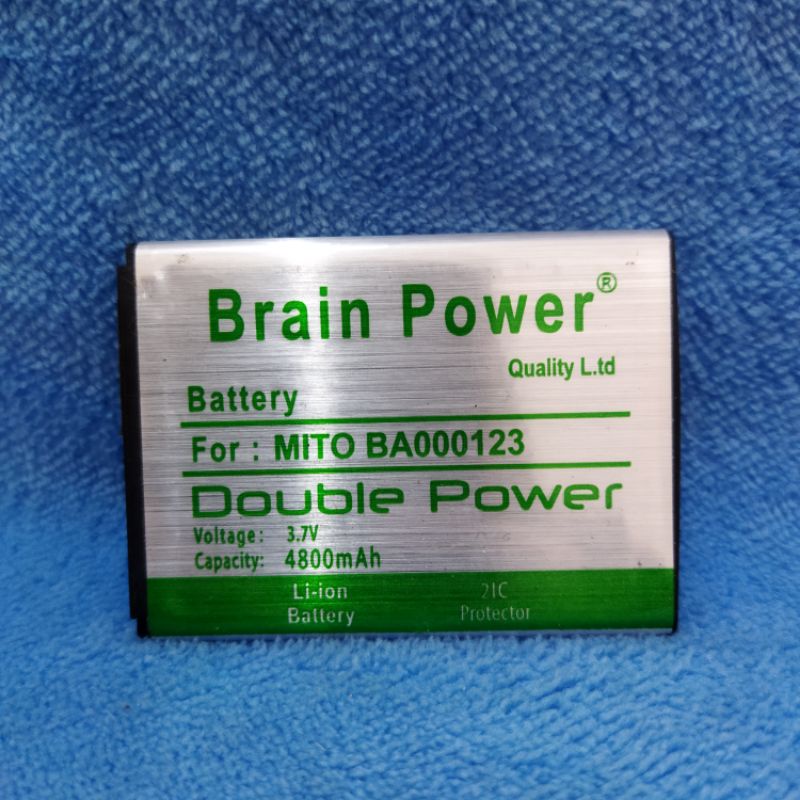 Brain Power®
Quality L.td
Battery
For : MITO BA000123
Double Power
Voltage: 3.7V
Capacity: 4800mAh
Li-ion 2IC
Battery Protector